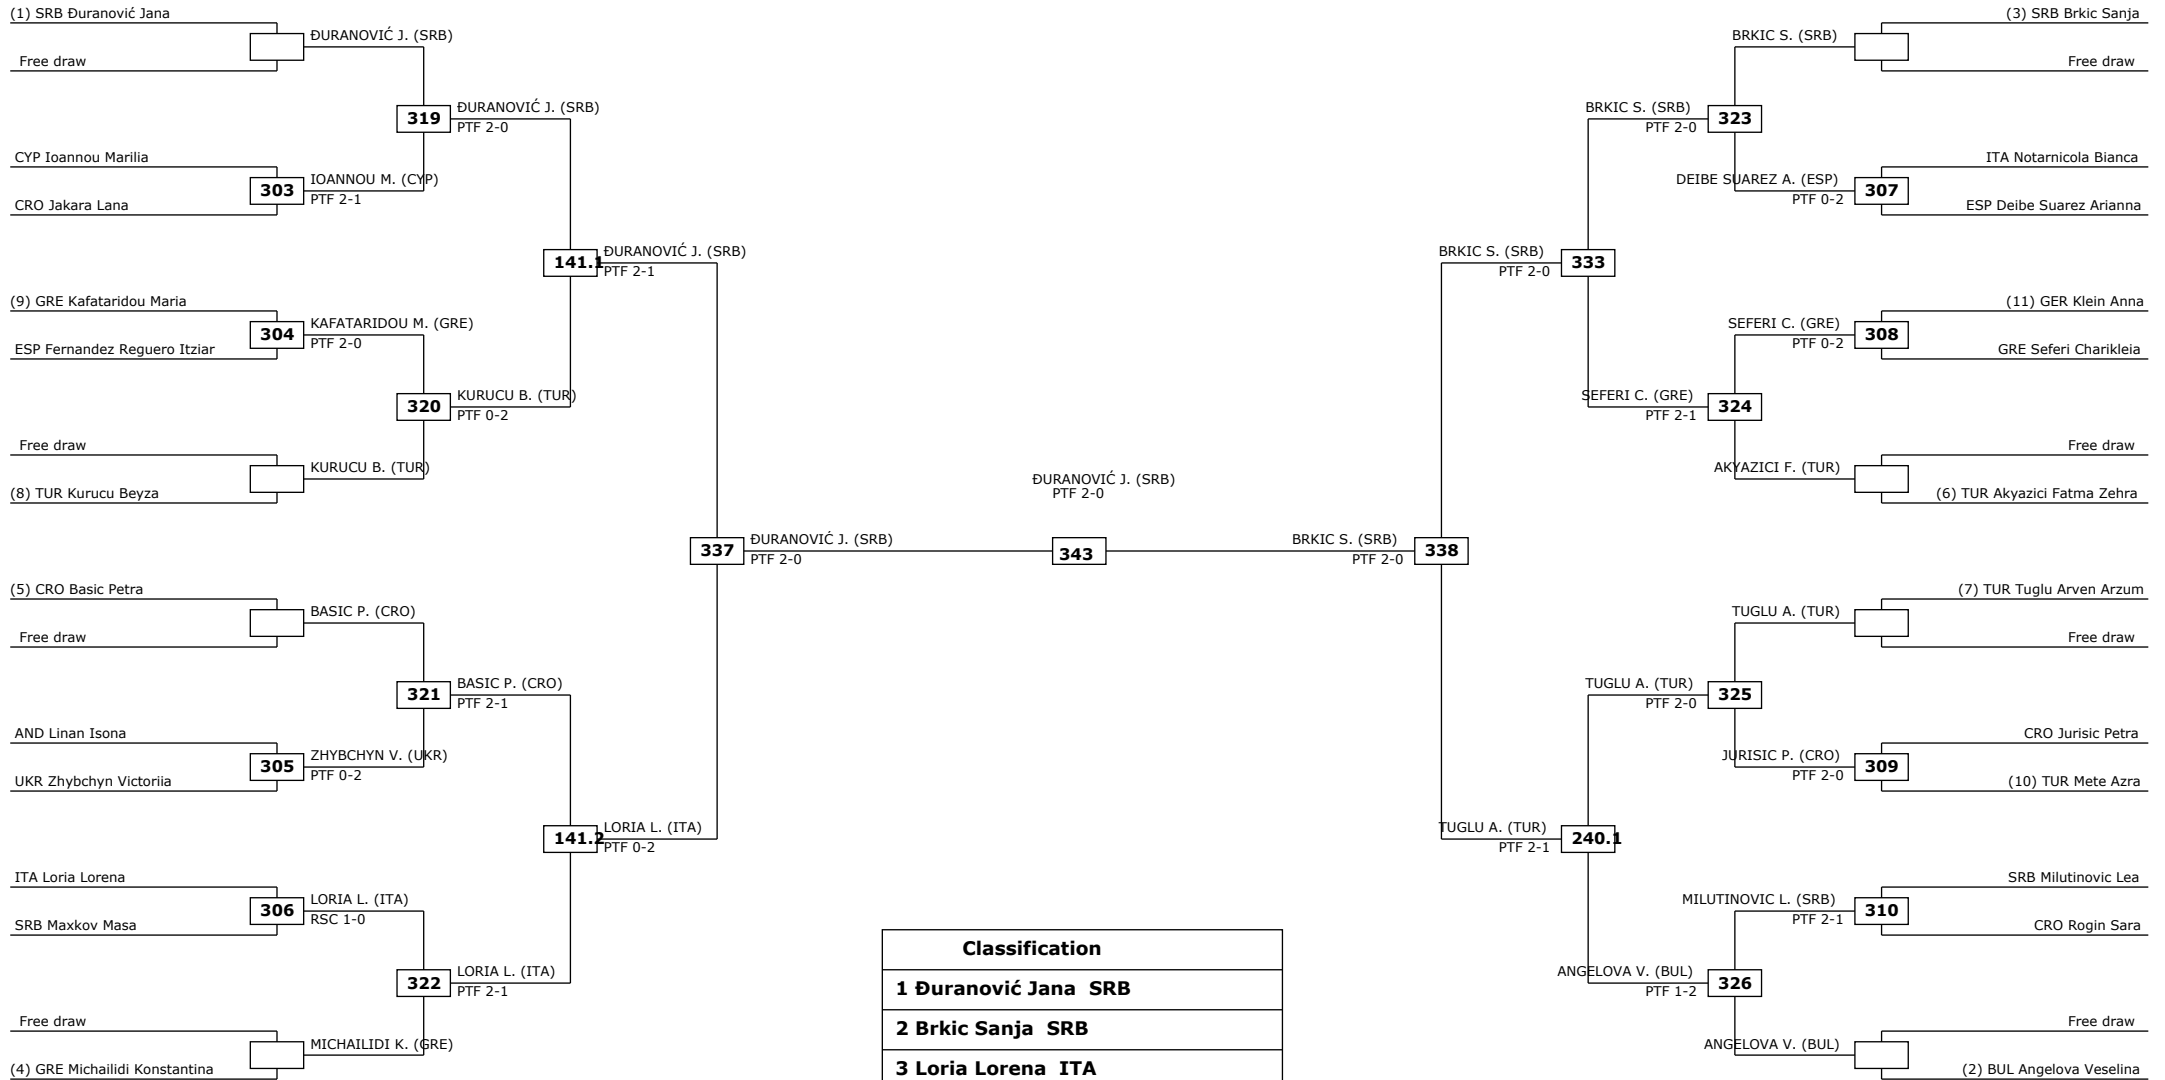 (1) SRB Đuranović Jana
ĐURANOVIĆ J. (SRB)
Free draw
319
ĐURANOVIĆ J. (SRB)
PTF 2-0
CYP Ioannou Marilia
303
IOANNOU M. (CYP)
PTF 2-1
CRO Jakara Lana
141.1
ĐURANOVIĆ J. (SRB)
PTF 2-1
(9) GRE Kafataridou Maria
304
KAFATARIDOU M. (GRE)
PTF 2-0
ESP Fernandez Reguero Itziar
320
KURUCU B. (TUR)
PTF 0-2
Free draw
KURUCU B. (TUR)
(8) TUR Kurucu Beyza
337
ĐURANOVIĆ J. (SRB)
PTF 2-0
(5) CRO Basic Petra
BASIC P. (CRO)
Free draw
321
BASIC P. (CRO)
PTF 2-1
AND Linan Isona
305
ZHYBCHYN V. (UKR)
PTF 0-2
UKR Zhybchyn Victoriia
141.2
LORIA L. (ITA)
PTF 0-2
ITA Loria Lorena
306
LORIA L. (ITA)
RSC 1-0
SRB Maxkov Masa
322
LORIA L. (ITA)
PTF 2-1
Free draw
MICHAILIDI K. (GRE)
(4) GRE Michailidi Konstantina
ĐURANOVIĆ J. (SRB)
PTF 2-0
343
(3) SRB Brkic Sanja
BRKIC S. (SRB)
Free draw
BRKIC S. (SRB)
PTF 2-0
323
ITA Notarnicola Bianca
DEIBE SUAREZ A. (ESP)
PTF 0-2
307
ESP Deibe Suarez Arianna
BRKIC S. (SRB)
PTF 2-0
333
(11) GER Klein Anna
SEFERI C. (GRE)
PTF 0-2
308
GRE Seferi Charikleia
SEFERI C. (GRE)
PTF 2-1
324
Free draw
AKYAZICI F. (TUR)
(6) TUR Akyazici Fatma Zehra
BRKIC S. (SRB)
PTF 2-0
338
(7) TUR Tuglu Arven Arzum
TUGLU A. (TUR)
Free draw
TUGLU A. (TUR)
PTF 2-0
325
CRO Jurisic Petra
JURISIC P. (CRO)
PTF 2-0
309
(10) TUR Mete Azra
TUGLU A. (TUR)
PTF 2-1
240.1
SRB Milutinovic Lea
MILUTINOVIC L. (SRB)
PTF 2-1
310
CRO Rogin Sara
ANGELOVA V. (BUL)
PTF 1-2
326
Free draw
ANGELOVA V. (BUL)
(2) BUL Angelova Veselina
Classification
1 Đuranović Jana SRB
2 Brkic Sanja SRB
3 Loria Lorena ITA